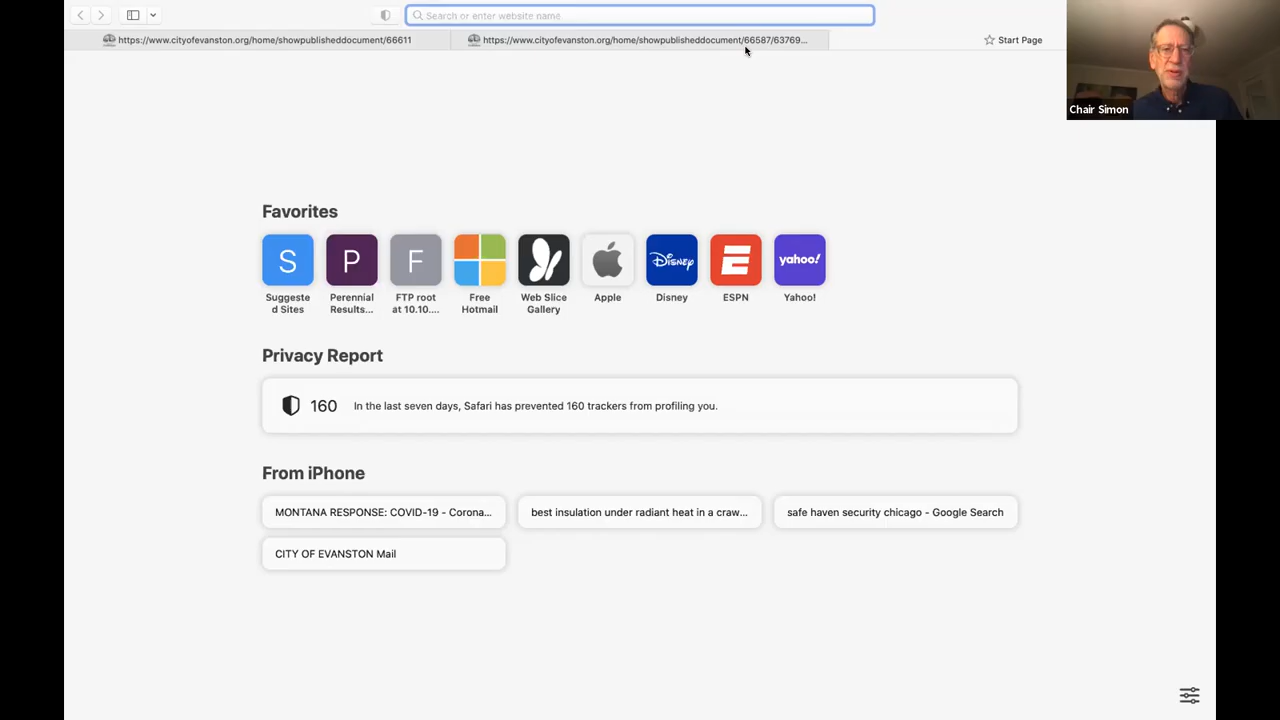 Search or enter website name
https://www.cityofevanston.org/home/showpublisheddocument/66611
https://www.cityofevanston.org/home/showpublisheddocument/66587/63769...
Start Page
Chair Simon
Favorites
S
P
F
Disney
yahoo!
Suggeste
d Sites
Perennial
Results...
FTP root
at 10.10....
Free
Hotmail
Web Slice
Gallery
Apple
Disney
ESPN
Yahoo!
Privacy Report
160
In the last seven days, Safari has prevented 160 trackers from profiling you.
From iPhone
MONTANA RESPONSE: COVID-19 - Corona...
best insulation under radiant heat in a craw...
safe haven security chicago - Google Search
CITY OF EVANSTON Mail